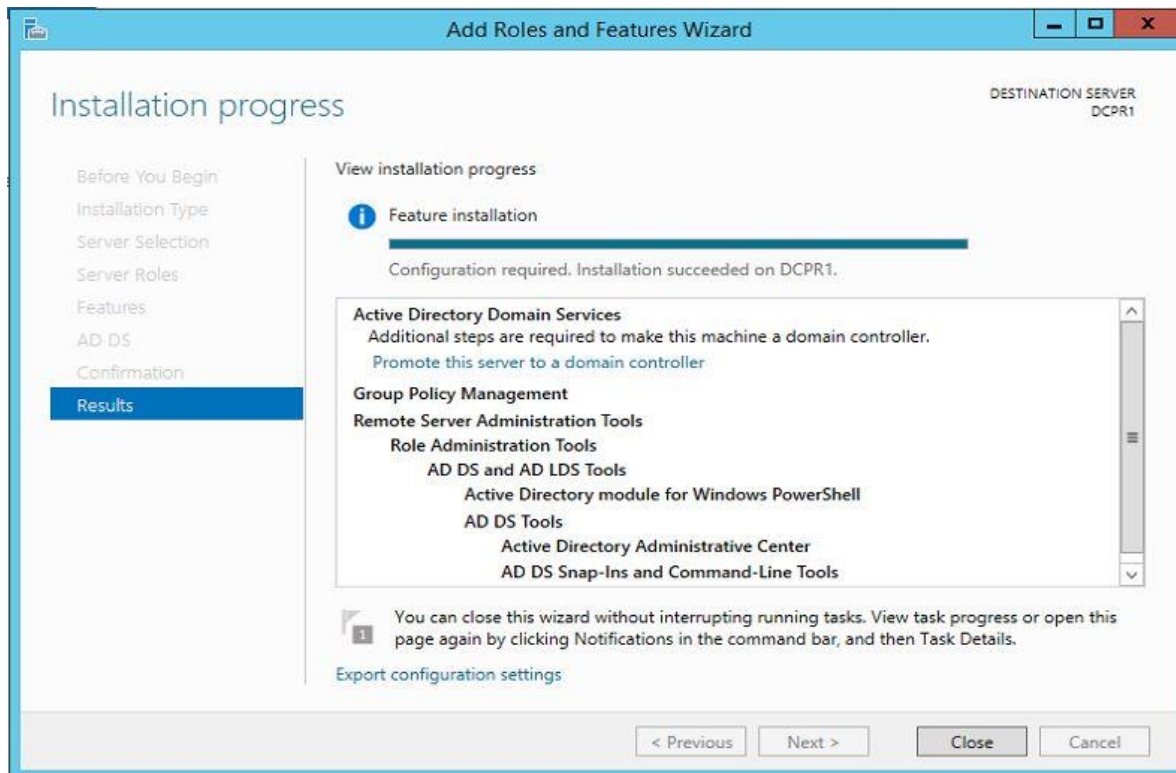 Add Roles and Features Wizard
Installation progress
DESTINATION SERVER
DCPR1
Before You Begin
Installation Type
Server Selection
Server Roles
Features
AD DS
Confirmation
Results
View installation progress
Feature installation
Configuration required. Installation succeeded on DCPR1.
Active Directory Domain Services
Additional steps are required to make this machine a domain controller.
Promote this server to a domain controller
Group Policy Management
Remote Server Administration Tools
Role Administration Tools
AD DS and AD LDS Tools
Active Directory module for Windows PowerShell
AD DS Tools
Active Directory Administrative Center
AD DS Snap-Ins and Command-Line Tools
1
You can close this wizard without interrupting running tasks. View task progress or open this
page again by clicking Notifications in the command bar, and then Task Details.
Export configuration settings
< Previous
Next >
Close
Cancel